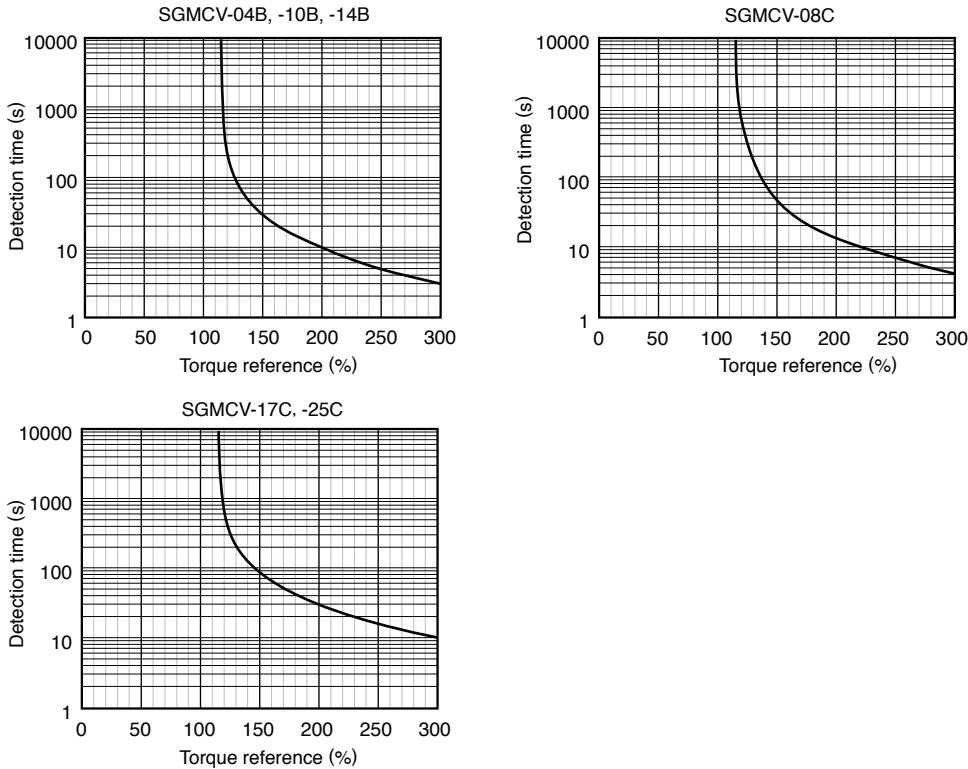 SGMCV-04B, -10B, -14B
10000
1000
100
10
1
Detection time (s)
0 50 100 150 200 250 300
Torque reference (%)
SGMCV-08C
10000
1000
100
10
1
Detection time (s)
0 50 100 150 200 250 300
Torque reference (%)
SGMCV-17C, -25C
10000
1000
100
10
1
Detection time (s)
0 50 100 150 200 250 300
Torque reference (%)